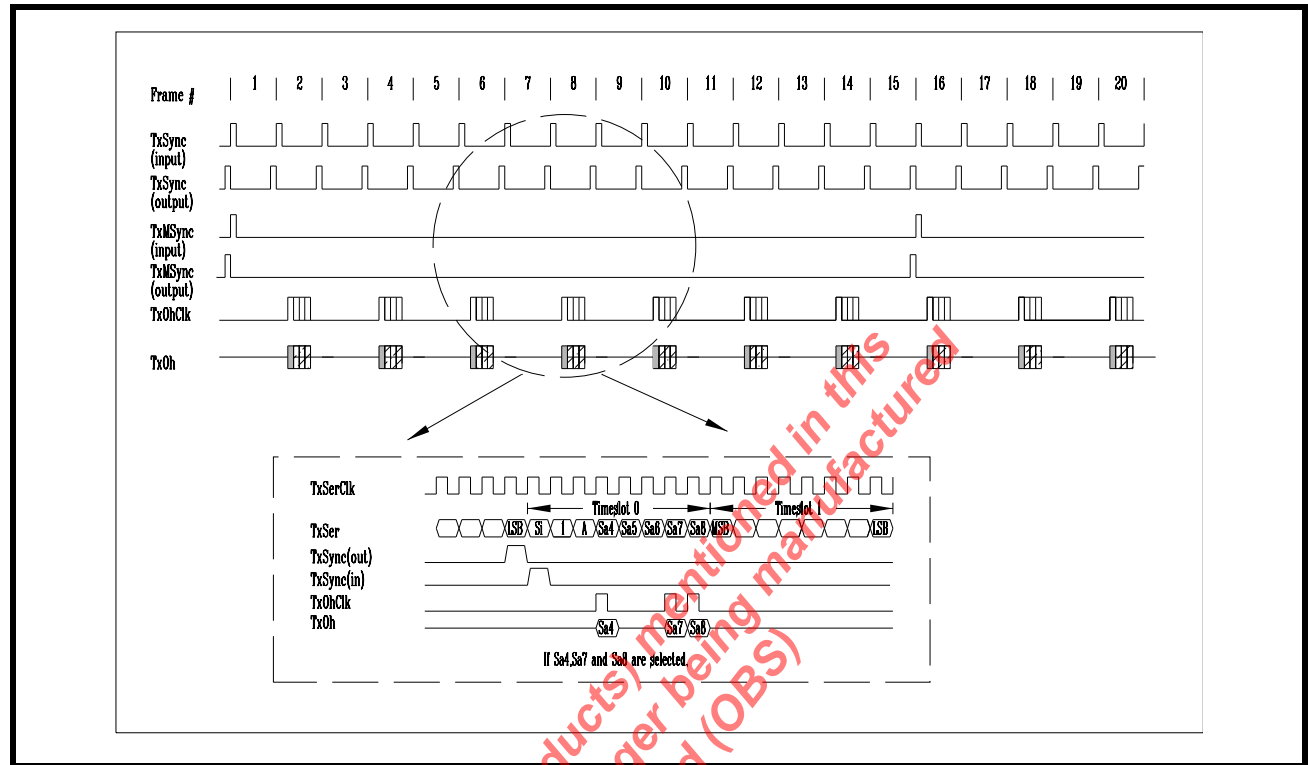 Frame # 1 2 3 4 5 6 7 8 9 10 11 12 13 14 15 16 17 18 19 20
TxSync
(input)
TxSync
(output)
TxMSync
(input)
TxMSync
(output)
TxOhClk
TxOh
TxSerClk
Timeslot 0 Timeslot 1
TxSer LSB Si 1 A Sa4 Sa5 Sa6 Sa7 Sa8 MSB LSB
TxSync(out)
TxSync(in)
TxOhClk
TxOh Sa4 Sa7 Sa8
If Sa4,Sa7 and Sa8 are selected.
ducts) mentioned in this
ger being manufactured
d (OBS)